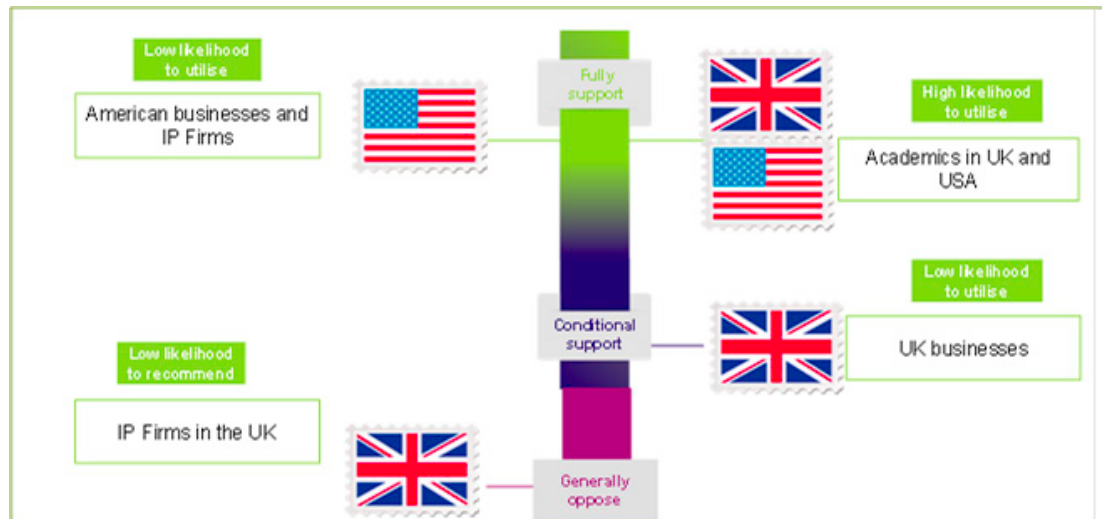 Low likelihood
to utilise
American businesses and
IP Firms
Fully
support
High likelihood
to utilise
Academics in UK and
USA
Low likelihood
to utilise
UK businesses
Conditional
support
Low likelihood
to recommend
IP Firms in the UK
Generally
oppose